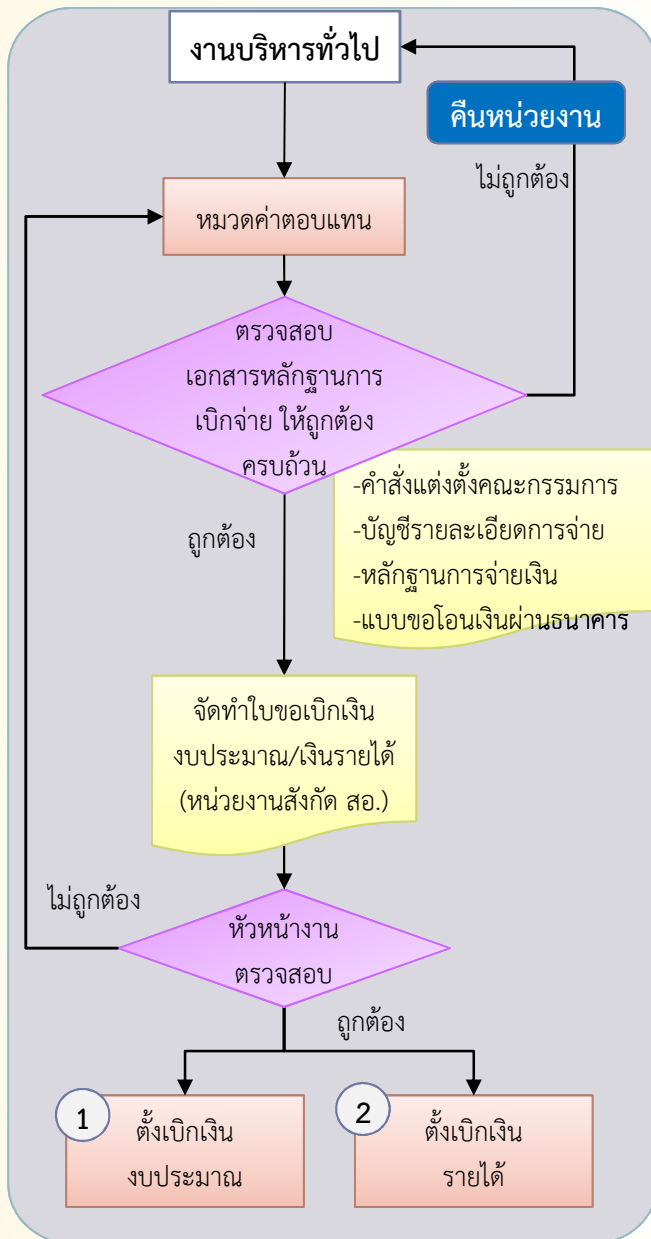 งานบริหารทั่วไป
คืนหน่วยงาน
ไม่ถูกต้อง
หมวดค่าตอบแทน
ตรวจสอบ
เอกสารหลักฐานการ
เบิกจ่าย ให้ถูกต้อง
ครบถ้วน
-คำสั่งแต่งตั้งคณะกรรมการ
-บัญชีรายละเอียดการจ่าย
-หลักฐานการจ่ายเงิน
-แบบขอโอนเงินผ่านธนาคาร
ถูกต้อง
จัดทำใบขอเบิกเงิน
งบประมาณ/เงินรายได้
(หน่วยงานสังกัด สอ.)
ไม่ถูกต้อง
หัวหน้างาน
ตรวจสอบ
ถูกต้อง
1
ตั้งเบิกเงิน
งบประมาณ
2
ตั้งเบิกเงิน
รายได้